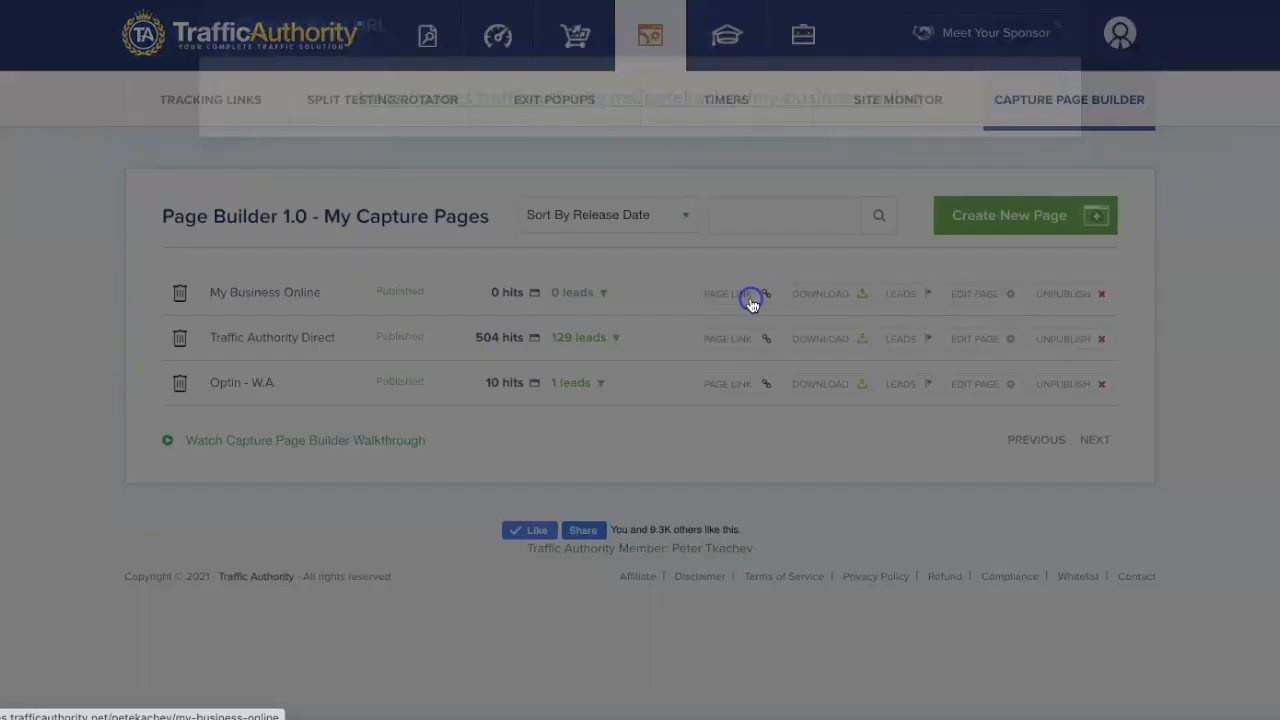 TA TrafficAuthority
YOUR COMPLETE TRAFFIC SOLUTION
Meet Your Sponsor
TRACKING LINKS SPLIT TESTING/ROTATOR EXIT POPUPS TIMERS SITE MONITOR CAPTURE PAGE BUILDER
Page Builder 1.0 - My Capture Pages Sort By Release Date Create New Page
My Business Online Published 0 hits 0 leads PAGE LINK DOWNLOAD LEADS EDIT PAGE UNPUBLISH
Traffic Authority Direct Published 504 hits 129 leads PAGE LINK DOWNLOAD LEADS EDIT PAGE UNPUBLISH
Optin - W.A. Published 10 hits 1 leads PAGE LINK DOWNLOAD LEADS EDIT PAGE UNPUBLISH
Watch Capture Page Builder Walkthrough PREVIOUS NEXT
Like Share You and 9.3K others like this.
Traffic Authority Member: Peter Tkachev
Copyright © 2021 - Traffic Authority - All rights reserved Affiliate | Disclaimer | Terms of Service | Privacy Policy | Refund | Compliance | Whitelist | Contact
es.trafficauthority.net/petekachev/my-business-online